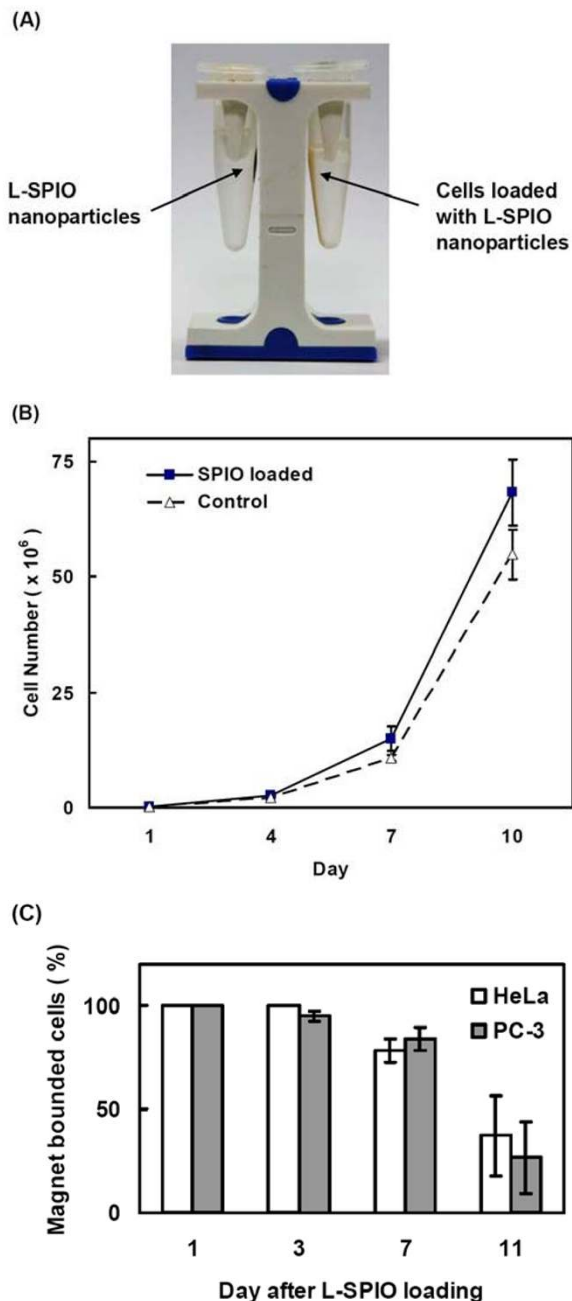 (A)
L-SPIO
nanoparticles
Cells loaded
with L-SPIO
nanoparticles
(B)
75
50
25
0
Cell Number ( x 10⁶)
SPIO loaded
Control
1 4 7 10
Day
(C)
100
50
0
Magnet bounded cells ( %)
HeLa
PC-3
1 3 7 11
Day after L-SPIO loading